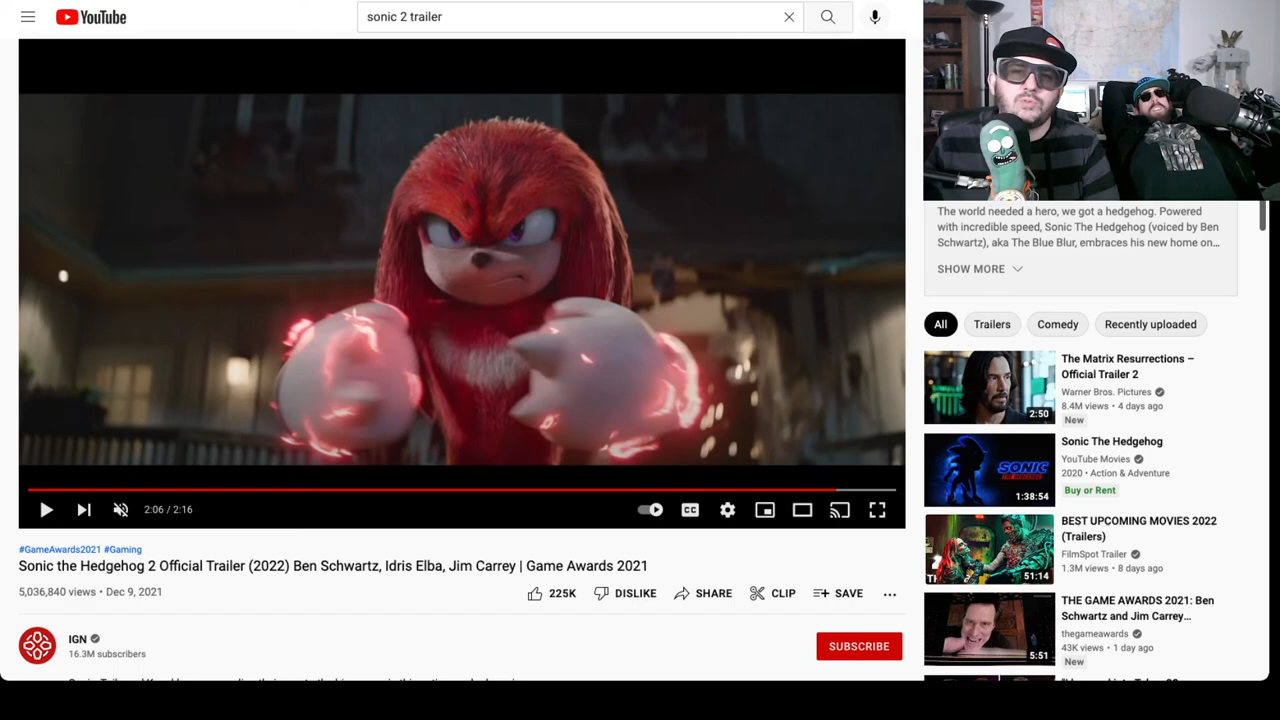 YouTube
sonic 2 trailer
2:06 / 2:16
CC
#GameAwards2021 #Gaming
Sonic the Hedgehog 2 Official Trailer (2022) Ben Schwartz, Idris Elba, Jim Carrey | Game Awards 2021
5,036,840 views • Dec 9, 2021
225K
DISLIKE
SHARE
CLIP
SAVE
IGN
16.3M subscribers
SUBSCRIBE
The world needed a hero, we got a hedgehog. Powered
with incredible speed, Sonic The Hedgehog (voiced by Ben
Schwartz), aka The Blue Blur, embraces his new home on...
SHOW MORE
All
Trailers
Comedy
Recently uploaded
The Matrix Resurrections –
Official Trailer 2
Warner Bros. Pictures
8.4M views • 4 days ago
New
2:50
Sonic The Hedgehog
YouTube Movies
2020 • Action & Adventure
Buy or Rent
SONIC
1:38:54
BEST UPCOMING MOVIES 2022
(Trailers)
FilmSpot Trailer
1.3M views • 8 days ago
51:14
THE GAME AWARDS 2021: Ben
Schwartz and Jim Carrey...
thegameawards
43K views • 1 day ago
New
5:51